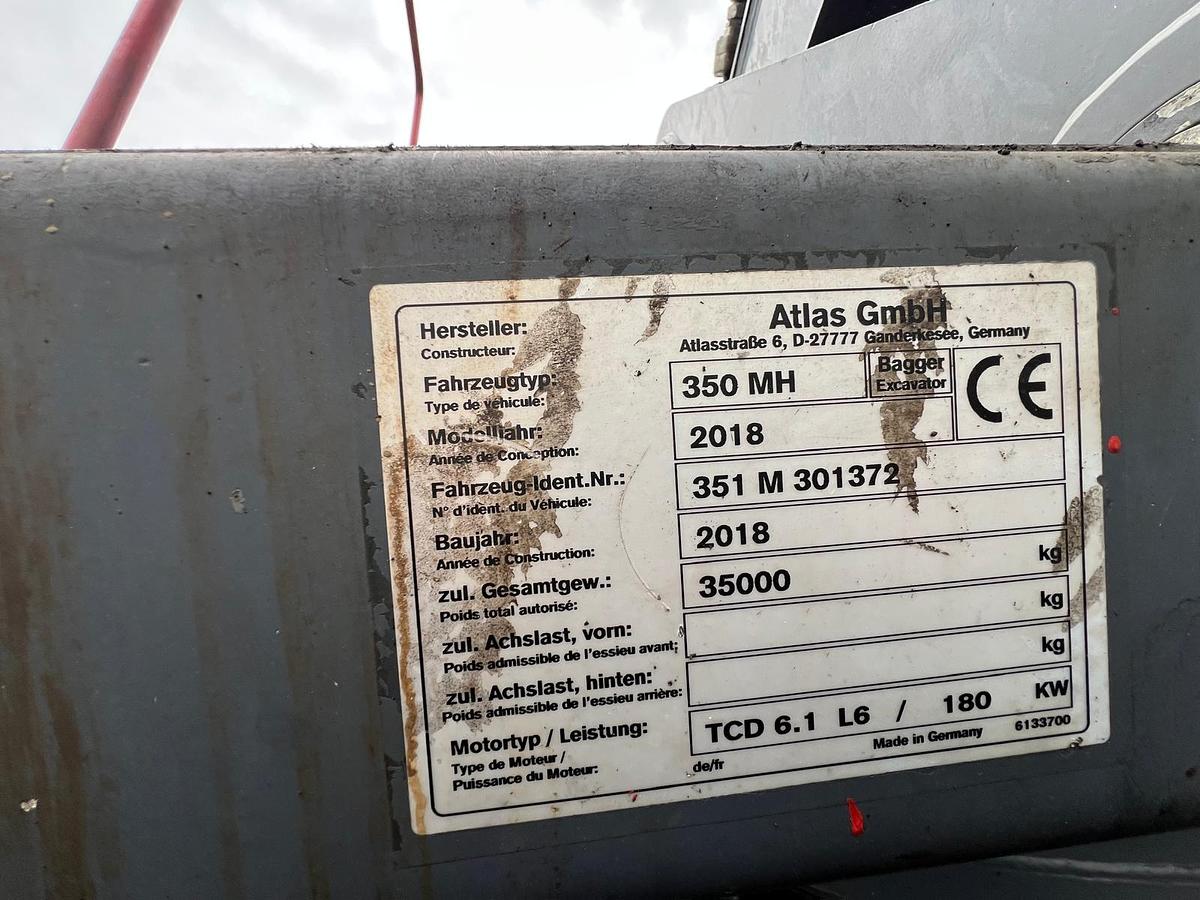 Hersteller: Atlas GmbH
Constructeur: Atlasstraße 6, D-27777 Ganderkesee, Germany
Fahrzeugtyp: 350 MH Bagger CE
Type de véhicule: Excavator
Modelljahr: 2018
Année de Conception:
Fahrzeug-Ident.Nr.: 351 M 301372
N° d'ident. du Véhicule:
Baujahr: 2018
Année de Construction:
zul. Gesamtgew.: 35000 kg
Poids total autorisé:
zul. Achslast, vorn: kg
Poids admissible de l'essieu avant:
zul. Achslast, hinten: kg
Poids admissible de l'essieu arrière:
Motortyp / Leistung: TCD 6.1 L6 / 180 KW
Type de Moteur / Made in Germany 6133700
Puissance du Moteur: de/fr